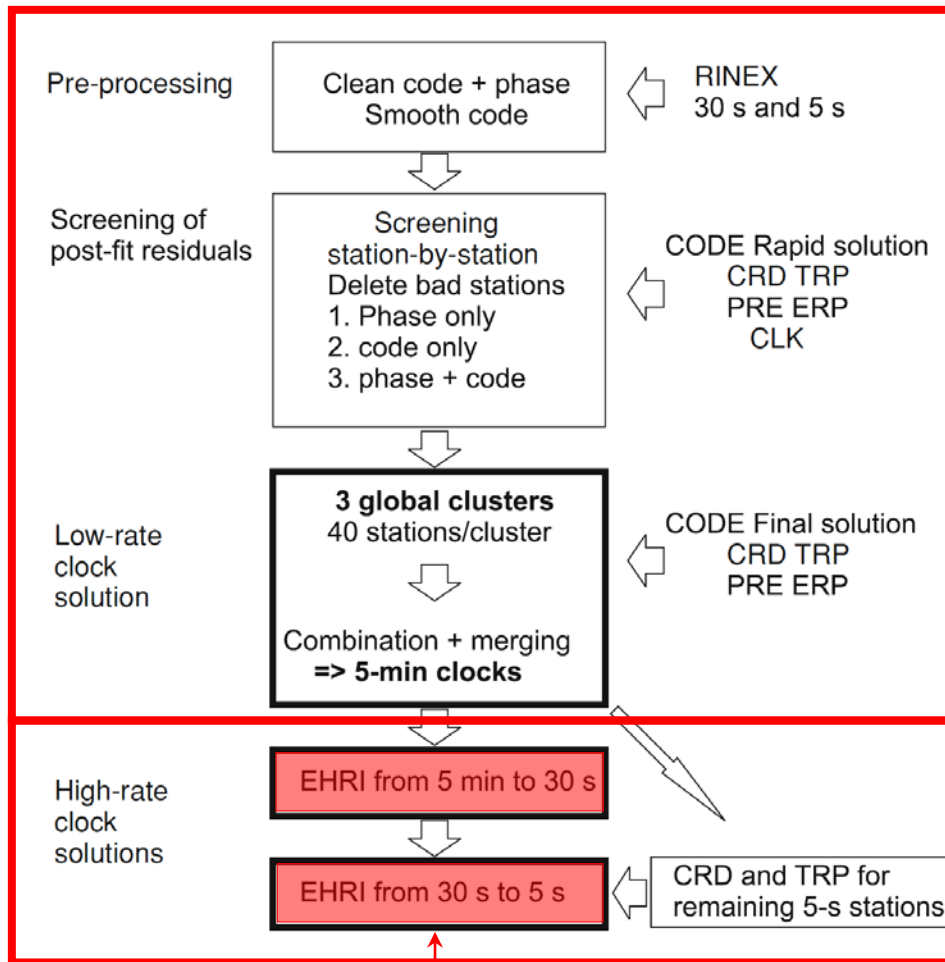 Pre-processing
Clean code + phase
Smooth code
RINEX
30 s and 5 s
Screening of
post-fit residuals
Screening
station-by-station
Delete bad stations
1. Phase only
2. code only
3. phase + code
CODE Rapid solution
CRD TRP
PRE ERP
CLK
Low-rate
clock
solution
3 global clusters
40 stations/cluster
Combination + merging
=> 5-min clocks
CODE Final solution
CRD TRP
PRE ERP
High-rate
clock
solutions
EHRI from 5 min to 30 s
EHRI from 30 s to 5 s
CRD and TRP for
remaining 5-s stations